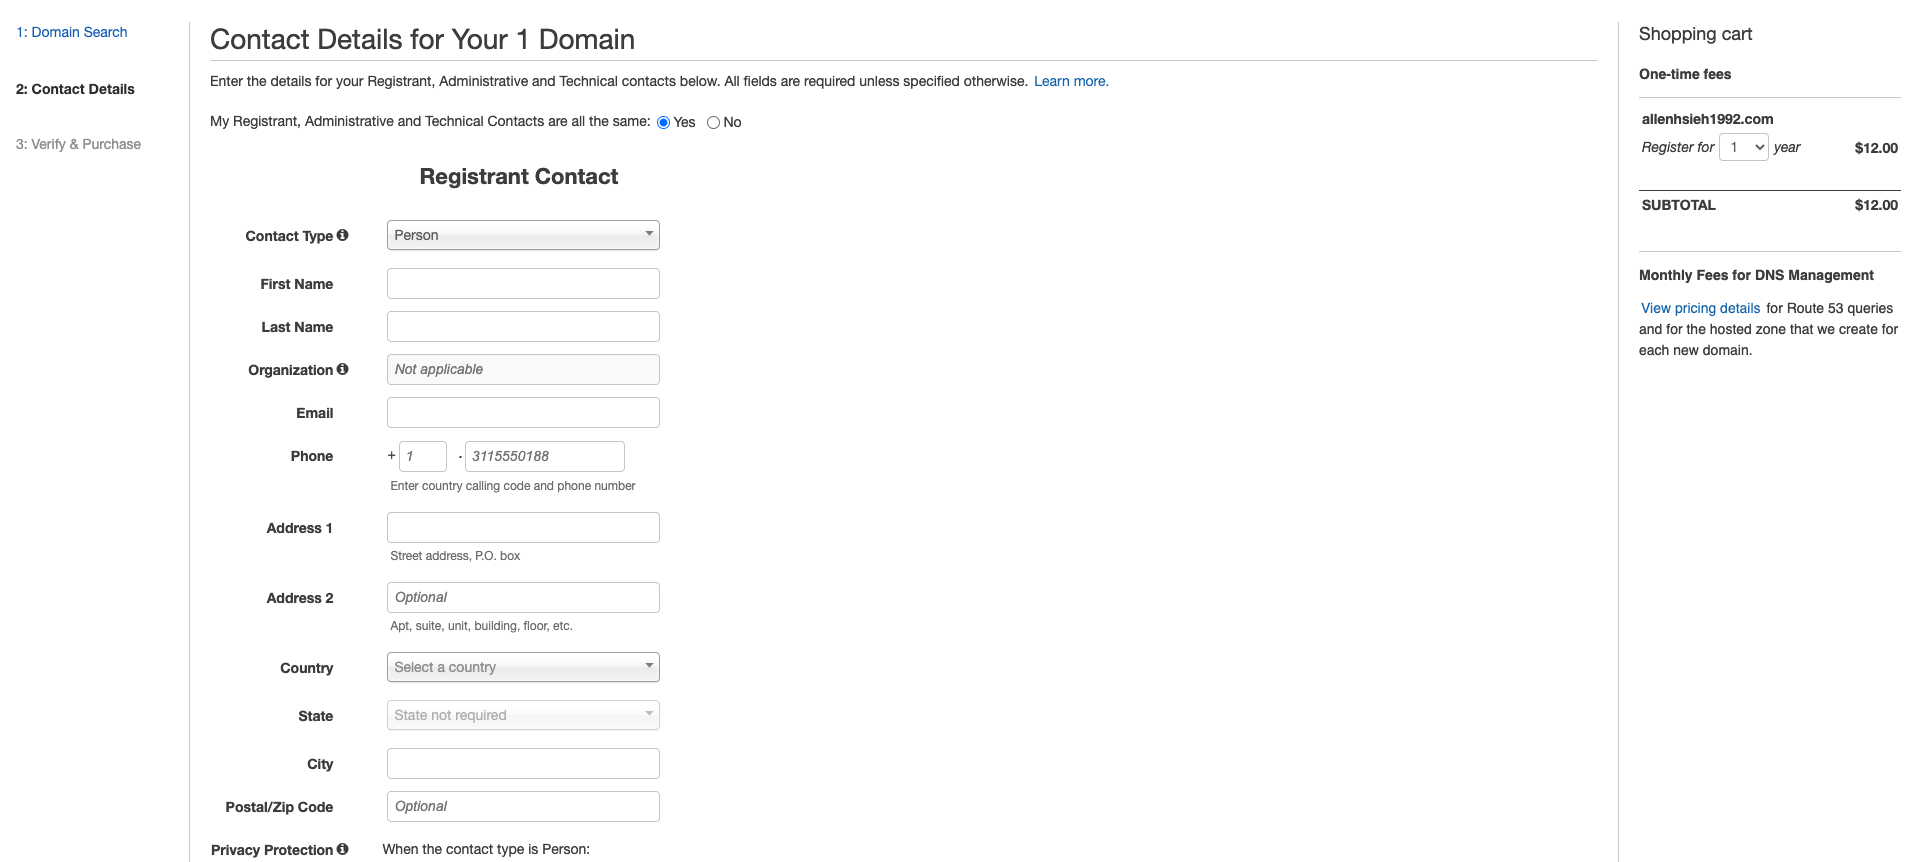 1: Domain Search
2: Contact Details
3: Verify & Purchase
Contact Details for Your 1 Domain
Enter the details for your Registrant, Administrative and Technical contacts below. All fields are required unless specified otherwise. Learn more.
My Registrant, Administrative and Technical Contacts are all the same: Yes No
Registrant Contact
Contact Type Person
First Name
Last Name
Organization Not applicable
Email
Phone + 1 . 3115550188
Enter country calling code and phone number
Address 1
Street address, P.O. box
Address 2 Optional
Apt, suite, unit, building, floor, etc.
Country Select a country
State State not required
City
Postal/Zip Code Optional
Privacy Protection When the contact type is Person:
Shopping cart
One-time fees
allenhsieh1992.com
Register for 1 year $12.00
SUBTOTAL $12.00
Monthly Fees for DNS Management
View pricing details for Route 53 queries
and for the hosted zone that we create for
each new domain.